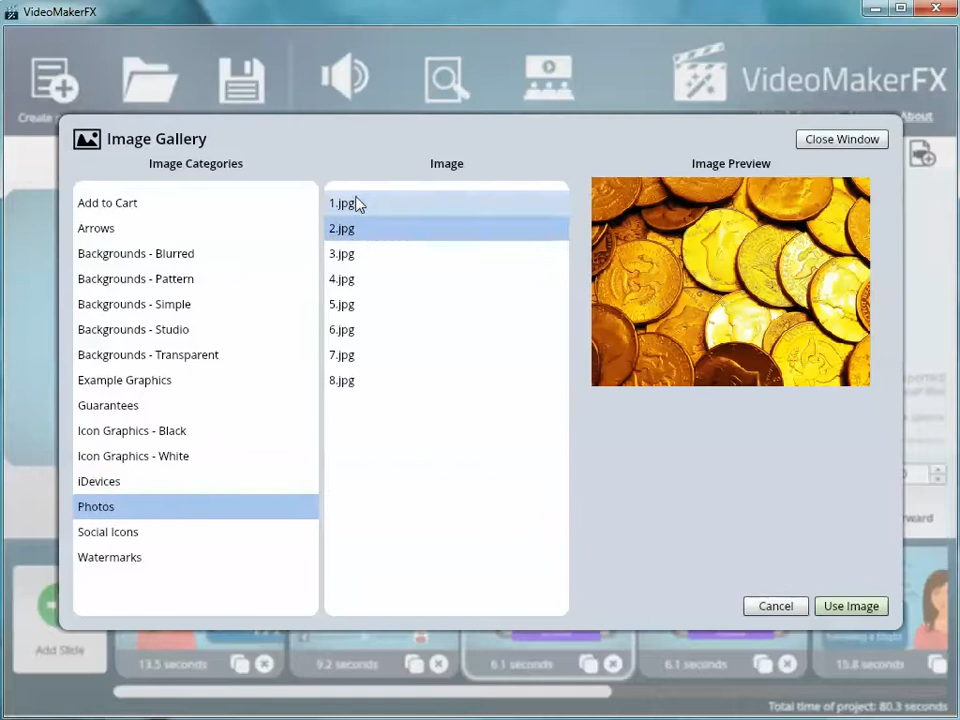 VideoMakerFX
VideoMakerFX
Create
About
Image Gallery
Close Window
Image Categories
Image
Image Preview
Add to Cart
Arrows
Backgrounds - Blurred
Backgrounds - Pattern
Backgrounds - Simple
Backgrounds - Studio
Backgrounds - Transparent
Example Graphics
Guarantees
Icon Graphics - Black
Icon Graphics - White
iDevices
Photos
Social Icons
Watermarks
1.jpg
2.jpg
3.jpg
4.jpg
5.jpg
6.jpg
7.jpg
8.jpg
Cancel
Use Image
Add Slide
13.5 seconds
9.2 seconds
6.1 seconds
6.1 seconds
15.8 seconds
Total time of project: 80.3 seconds